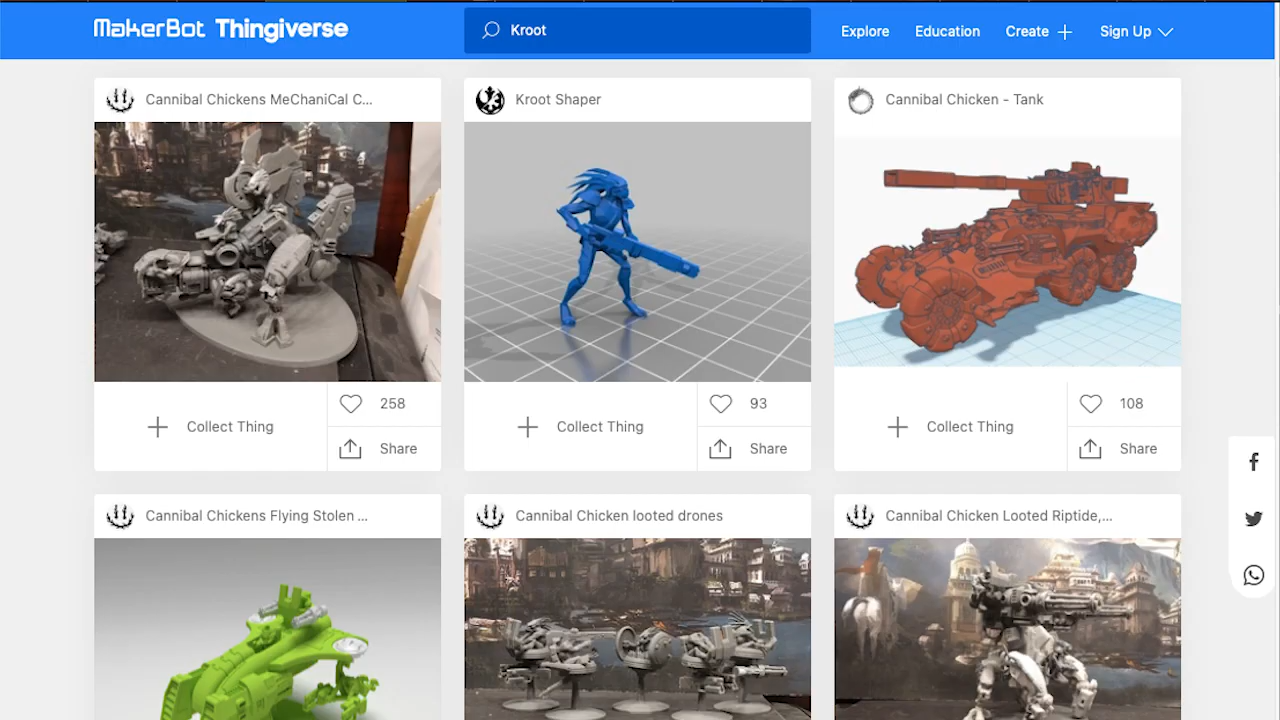 MakerBot Thingiverse
Kroot
Explore
Education
Create
Sign Up
Cannibal Chickens MeChaniCal C...
Kroot Shaper
Cannibal Chicken - Tank
Collect Thing
258
Share
Collect Thing
93
Share
Collect Thing
108
Share
Cannibal Chickens Flying Stolen ...
Cannibal Chicken looted drones
Cannibal Chicken Looted Riptide,...